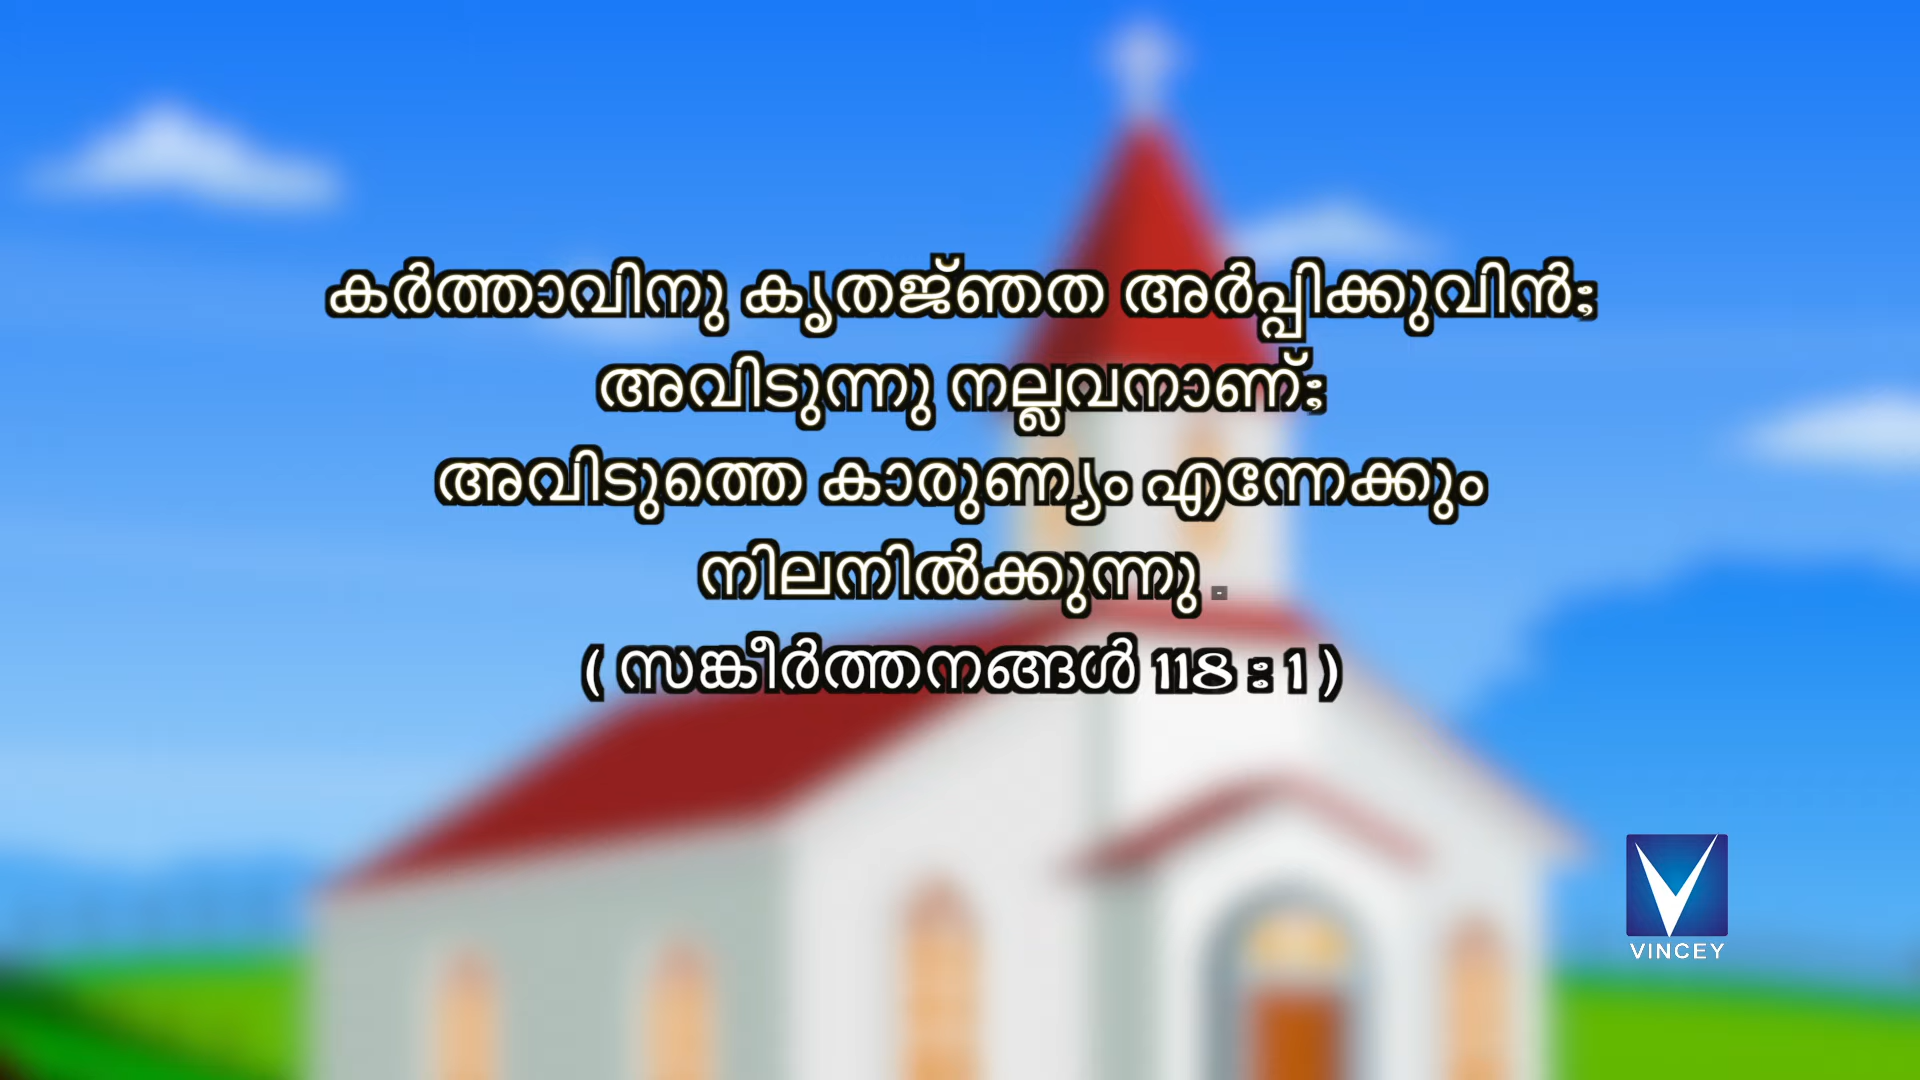 കർത്താവിനു കൃതജ്ഞത അർപ്പിക്കുവിൻ;
അവിടുന്നു നല്ലവനാണ്;
അവിടുത്തെ കാരുണ്യം എന്നേക്കും
നിലനിൽക്കുന്നു .
( സങ്കീർത്തനങ്ങൾ 118 : 1 )
VINCEY